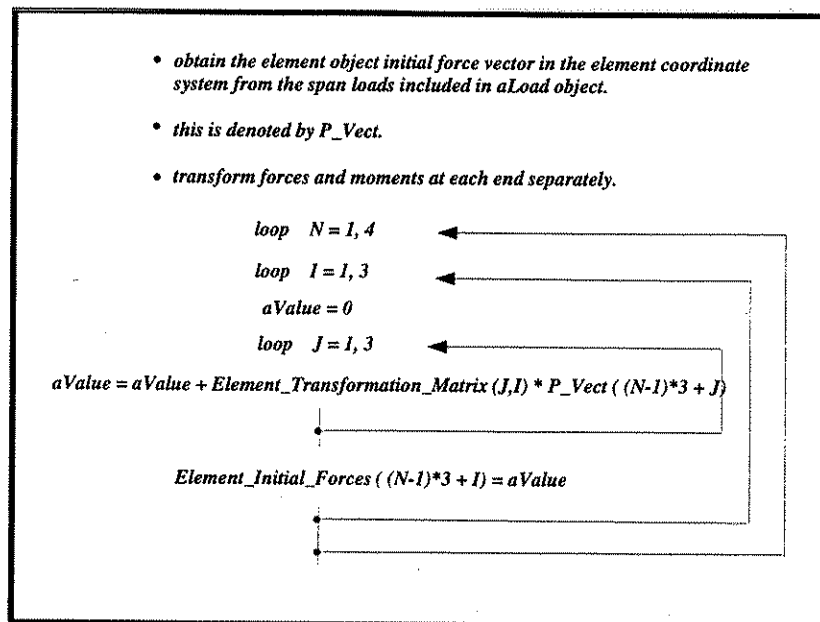 • obtain the element object initial force vector in the element coordinate
system from the span loads included in aLoad object.
• this is denoted by P_Vect.
• transform forces and moments at each end separately.
loop N = 1, 4
loop I = 1, 3
aValue = 0
loop J = 1, 3
aValue = aValue + Element_Transformation_Matrix (J,I) * P_Vect ( (N-1)*3 + J)
Element_Initial_Forces ( (N-1)*3 + I) = aValue